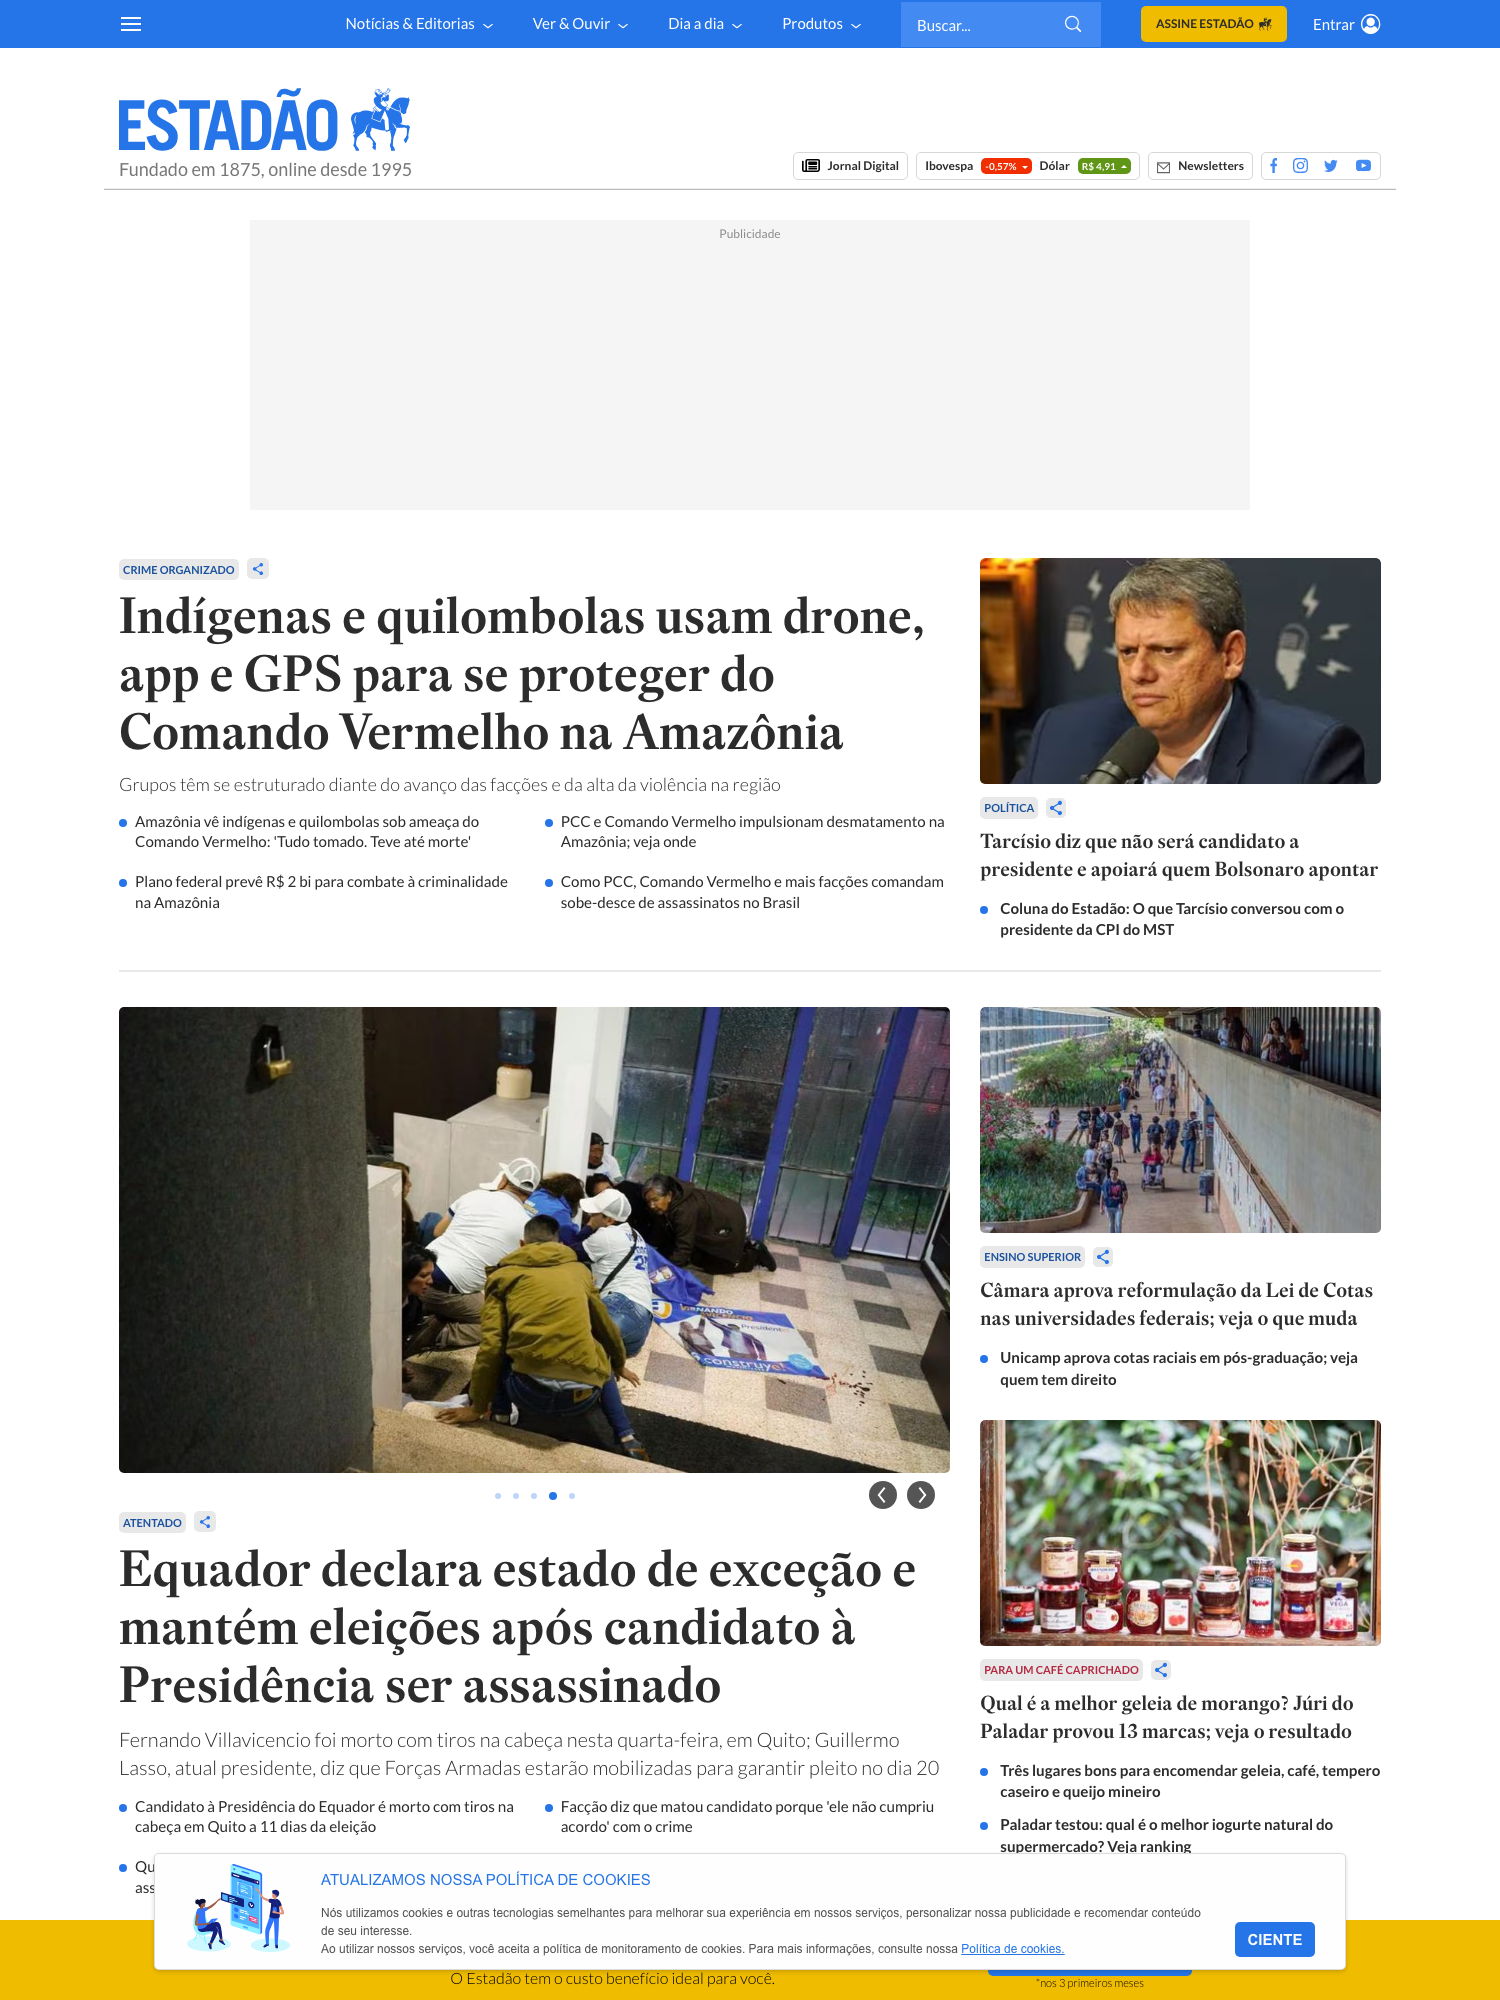 Notícias & Editorias
Ver & Ouvir
Dia a dia
Produtos
Buscar...
ASSINE ESTADÃO
Entrar
ESTADÃO
Fundado em 1875, online desde 1995
Jornal Digital
Ibovespa -0,57% Dólar R$ 4,91
Newsletters
Publicidade
CRIME ORGANIZADO
Indígenas e quilombolas usam drone,
app e GPS para se proteger do
Comando Vermelho na Amazônia
Grupos têm se estruturado diante do avanço das facções e da alta da violência na região
Amazônia vê indígenas e quilombolas sob ameaça do
Comando Vermelho: 'Tudo tomado. Teve até morte'
PCC e Comando Vermelho impulsionam desmatamento na
Amazônia; veja onde
Plano federal prevê R$ 2 bi para combate à criminalidade
na Amazônia
Como PCC, Comando Vermelho e mais facções comandam
sobe-desce de assassinatos no Brasil
POLÍTICA
Tarcísio diz que não será candidato a
presidente e apoiará quem Bolsonaro apontar
Coluna do Estadão: O que Tarcísio conversou com o
presidente da CPI do MST
President
construye!
ATENTADO
Equador declara estado de exceção e
mantém eleições após candidato à
Presidência ser assassinado
Fernando Villavicencio foi morto com tiros na cabeça nesta quarta-feira, em Quito; Guillermo
Lasso, atual presidente, diz que Forças Armadas estarão mobilizadas para garantir pleito no dia 20
Candidato à Presidência do Equador é morto com tiros na
cabeça em Quito a 11 dias da eleição
Facção diz que matou candidato porque 'ele não cumpriu
acordo' com o crime
Qu
ass
ENSINO SUPERIOR
Câmara aprova reformulação da Lei de Cotas
nas universidades federais; veja o que muda
Unicamp aprova cotas raciais em pós-graduação; veja
quem tem direito
PARA UM CAFÉ CAPRICHADO
Qual é a melhor geleia de morango? Júri do
Paladar provou 13 marcas; veja o resultado
Três lugares bons para encomendar geleia, café, tempero
caseiro e queijo mineiro
Paladar testou: qual é o melhor iogurte natural do
supermercado? Veja ranking
ATUALIZAMOS NOSSA POLÍTICA DE COOKIES
Nós utilizamos cookies e outras tecnologias semelhantes para melhorar sua experiência em nossos serviços, personalizar nossa publicidade e recomendar conteúdo
de seu interesse.
Ao utilizar nossos serviços, você aceita a política de monitoramento de cookies. Para mais informações, consulte nossa Política de cookies.
CIENTE
O Estadão tem o custo benefício ideal para você.
*nos 3 primeiros meses